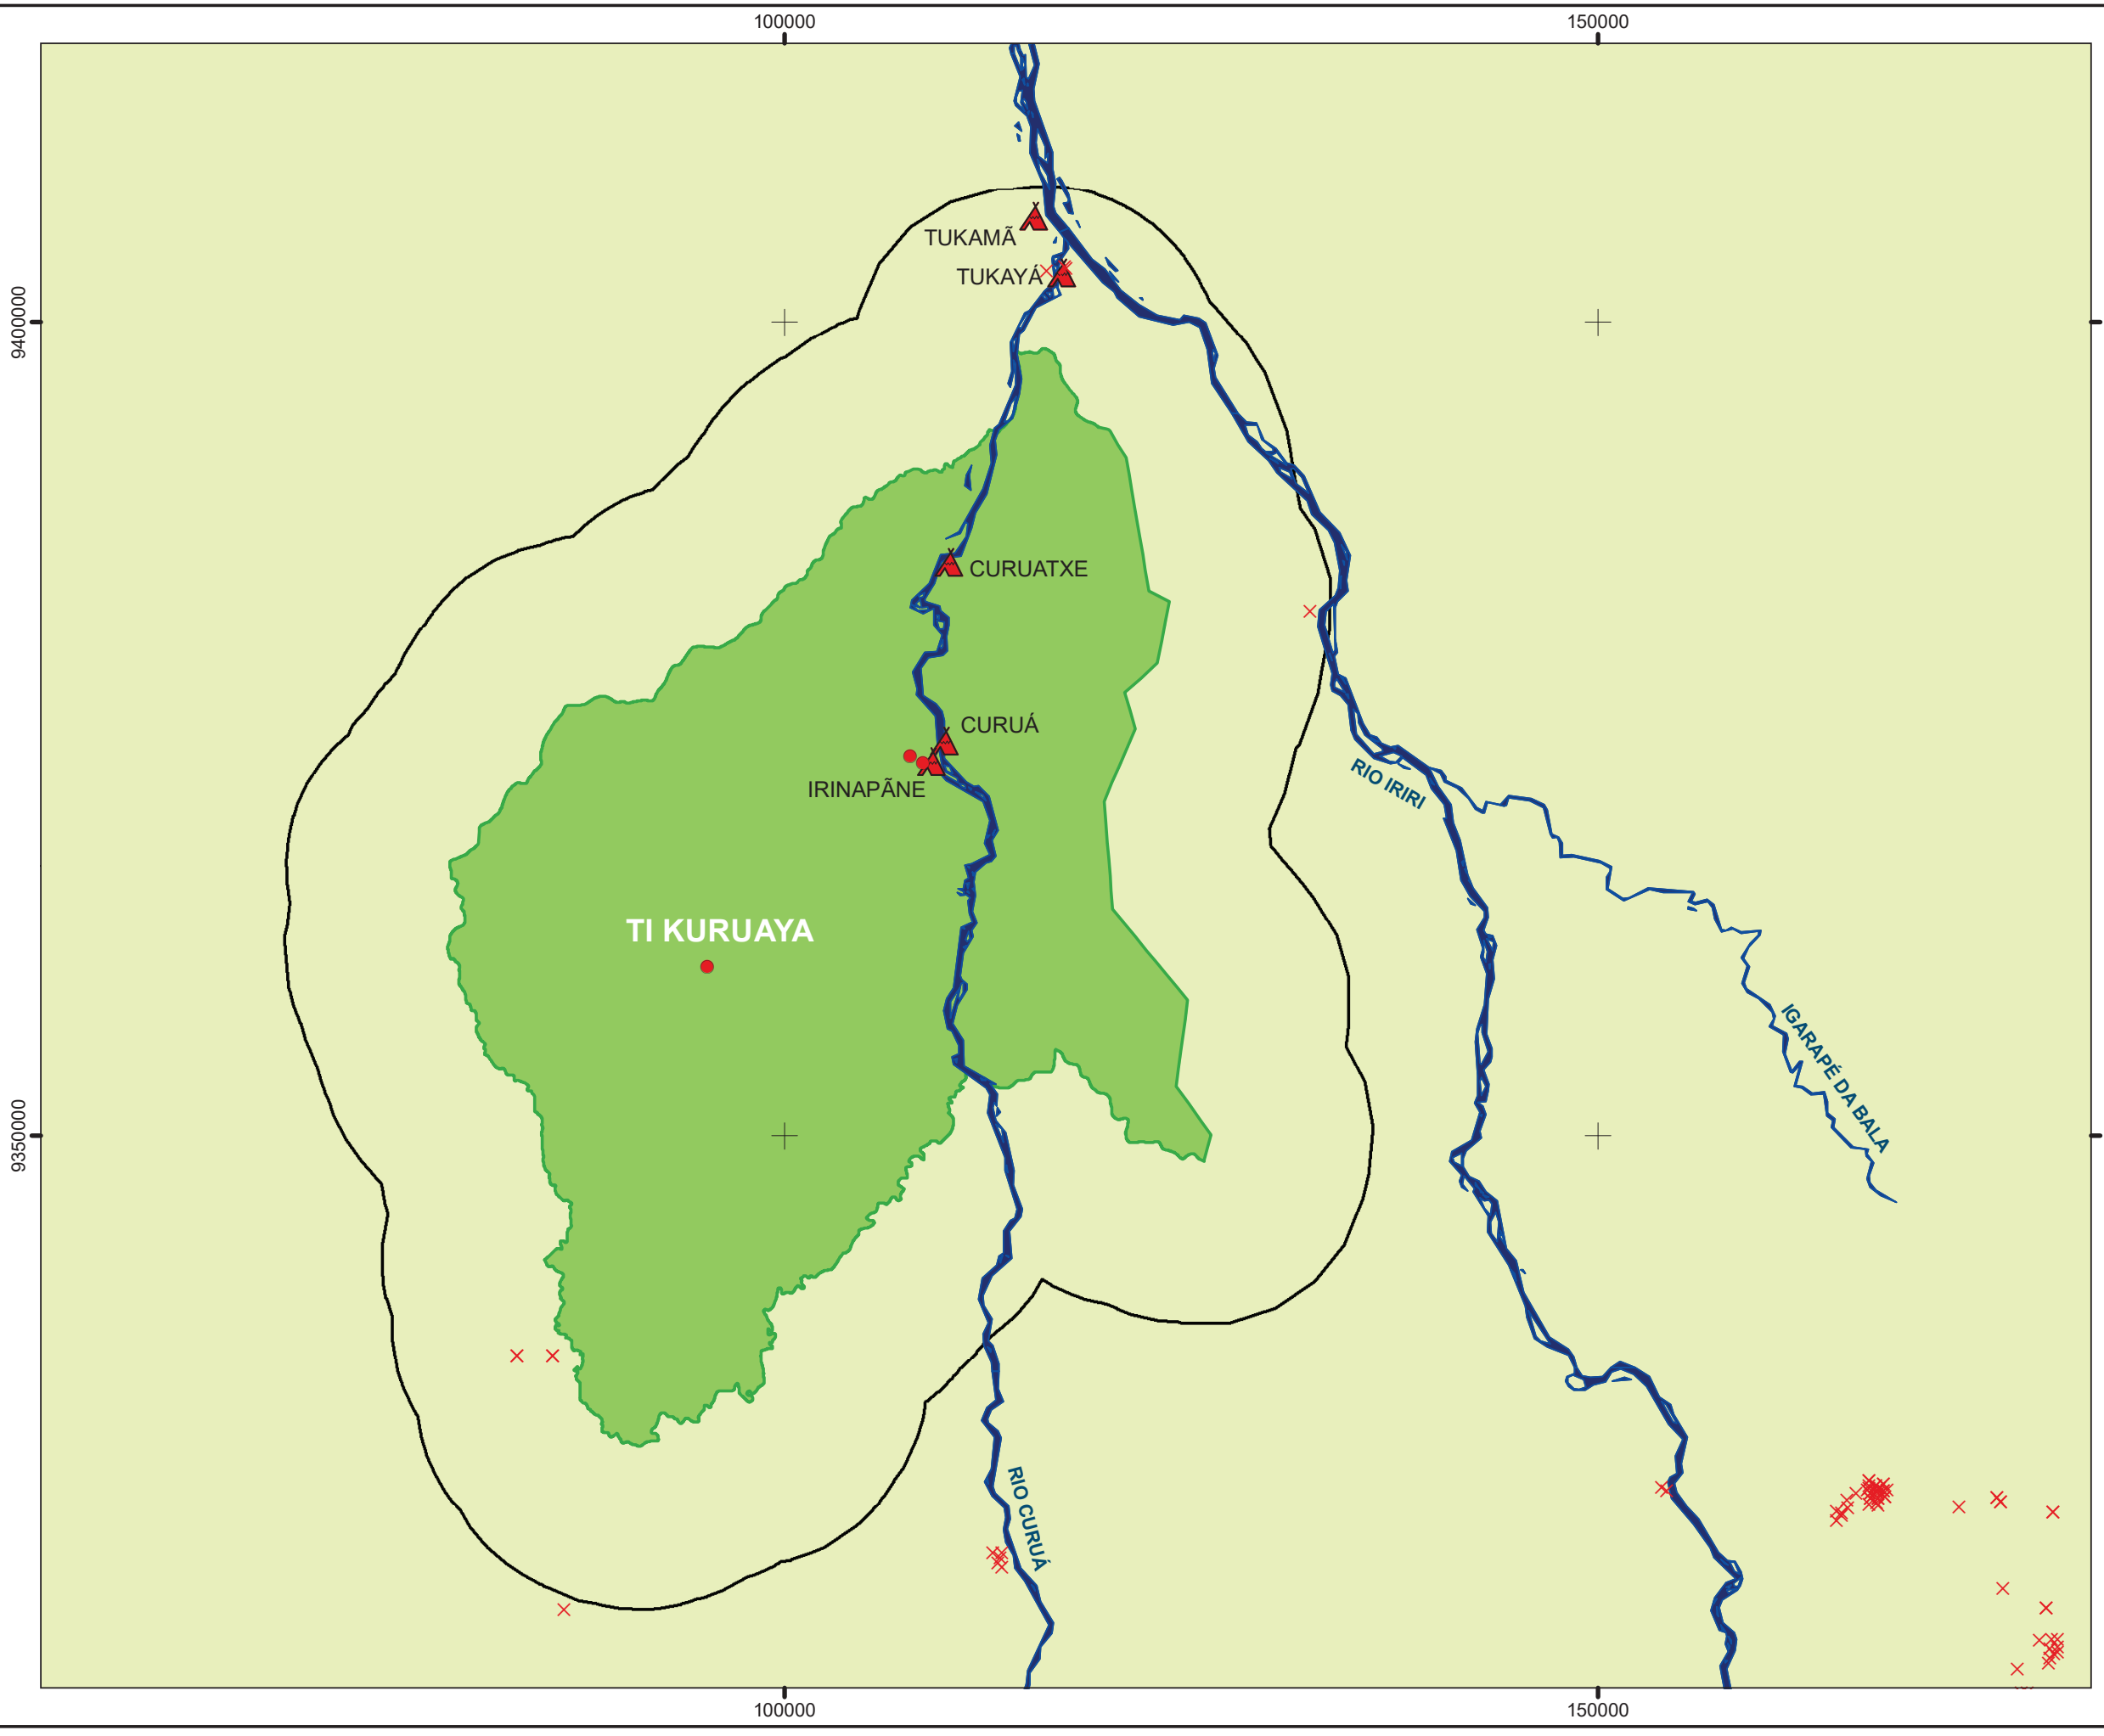 100000 150000
TUKAMÃ
TUKAYÁ
9400000
CURUATXE
CURUÁ
RIO IRIRI
IRINAPÃNE
TI KURUAYA
IGARAPÉ DA BALA
9350000
RIO CURUÁ
100000 150000